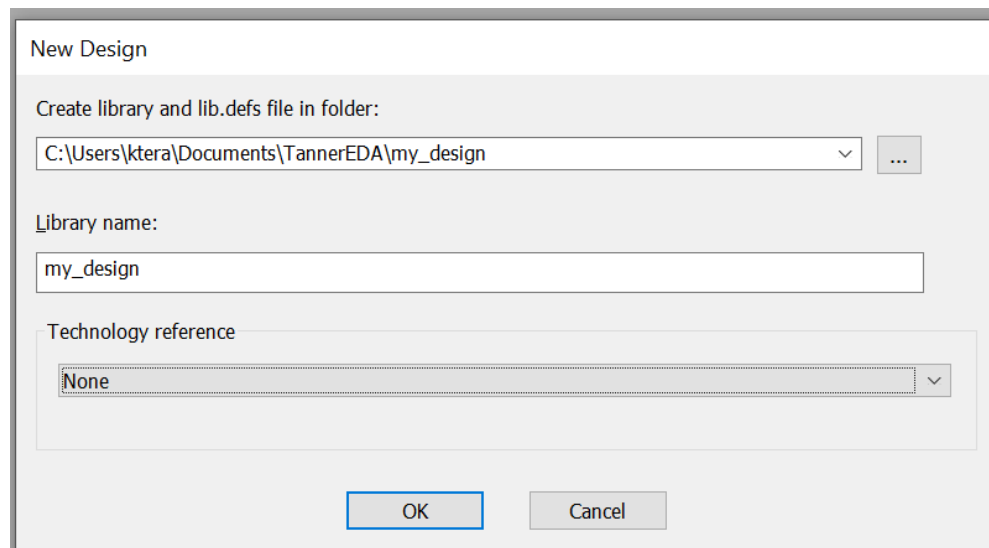 New Design
Create library and lib.defs file in folder:
C:\Users\ktera\Documents\TannerEDA\my_design
...
Library name:
my_design
Technology reference
None
OK Cancel